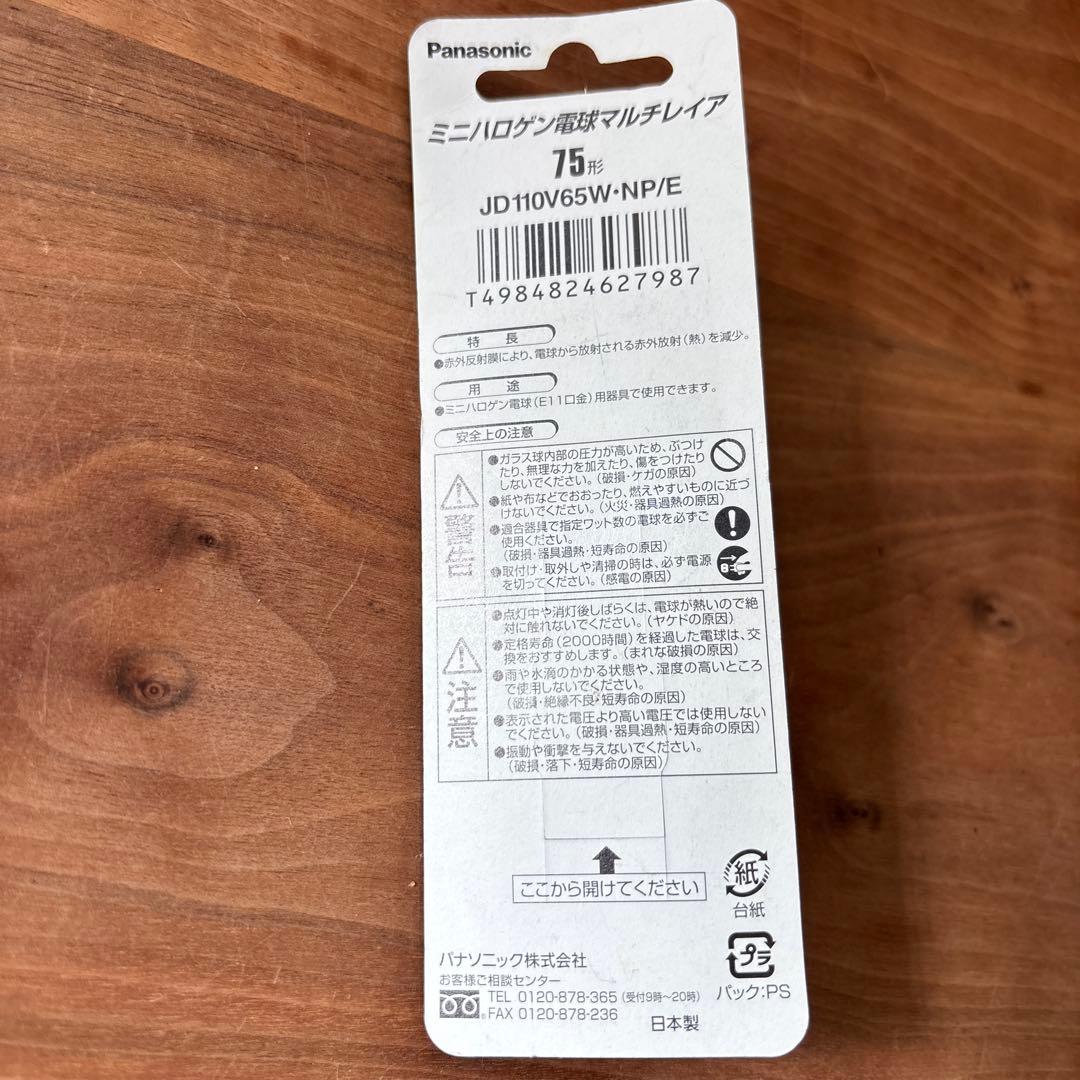 Panasonic
ミニハロゲン電球マルチレイア
75形
JD110V65W・NP/E
T4984824627987
特 長
●赤外反射膜により、電球から放射される赤外放射(熱)を減少。
用 途
●ミニハロゲン電球(E11口金)用器具で使用できます。
安全上の注意
警告
●ガラス球内部の圧力が高いため、ぶつけ
たり、無理な力を加えたり、傷をつけたり
しないでください。(破損・ケガの原因)
●紙や布などでおおったり、燃えやすいものに近づ
けないでください。(火災・器具過熱の原因)
●適合器具で指定ワット数の電球を必ずご
使用ください。
(破損・器具過熱・短寿命の原因)
●取付け・取外しや清掃の時は、必ず電源
を切ってください。(感電の原因)
注意
●点灯中や消灯後しばらくは、電球が熱いので絶
対に触れないでください。(ヤケドの原因)
●定格寿命(2000時間)を経過した電球は、交
換をおすすめします。(まれな破損の原因)
●雨や水滴のかかる状態や、湿度の高いところ
で使用しないでください。
(破損・絶縁不良・短寿命の原因)
●表示された電圧より高い電圧では使用しない
でください。(破損・器具過熱・短寿命の原因)
●振動や衝撃を与えないでください。
(破損・落下・短寿命の原因)
ここから開けてください
紙
台紙
プラ
パック:PS
パナソニック株式会社
お客様ご相談センター
TEL 0120-878-365 (受付9時〜20時)
FAX 0120-878-236
日本製